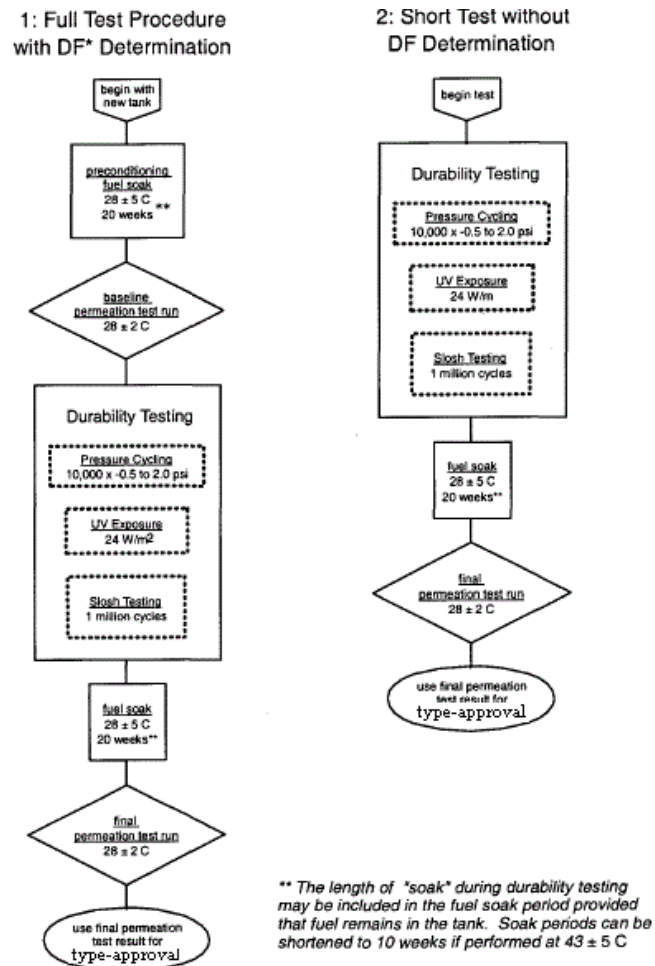 1: Full Test Procedure
with DF* Determination
begin with
new tank
preconditioning
fuel soak
28 ± 5 C
20 weeks **
baseline
permeation test run
28 ± 2 C
Durability Testing
Pressure Cycling
10,000 x -0.5 to 2.0 psi
UV Exposure
24 W/m2
Slosh Testing
1 million cycles
fuel soak
28 ± 5 C
20 weeks**
final
permeation test run
28 ± 2 C
use final permeation
test result for
type-approval
2: Short Test without
DF Determination
begin test
Durability Testing
Pressure Cycling
10,000 x -0.5 to 2.0 psi
UV Exposure
24 W/m
Slosh Testing
1 million cycles
fuel soak
28 ± 5 C
20 weeks**
final
permeation test run
28 ± 2 C
use final permeation
test result for
type-approval
** The length of "soak" during durability testing
may be included in the fuel soak period provided
that fuel remains in the tank. Soak periods can be
shortened to 10 weeks if performed at 43 ± 5 C